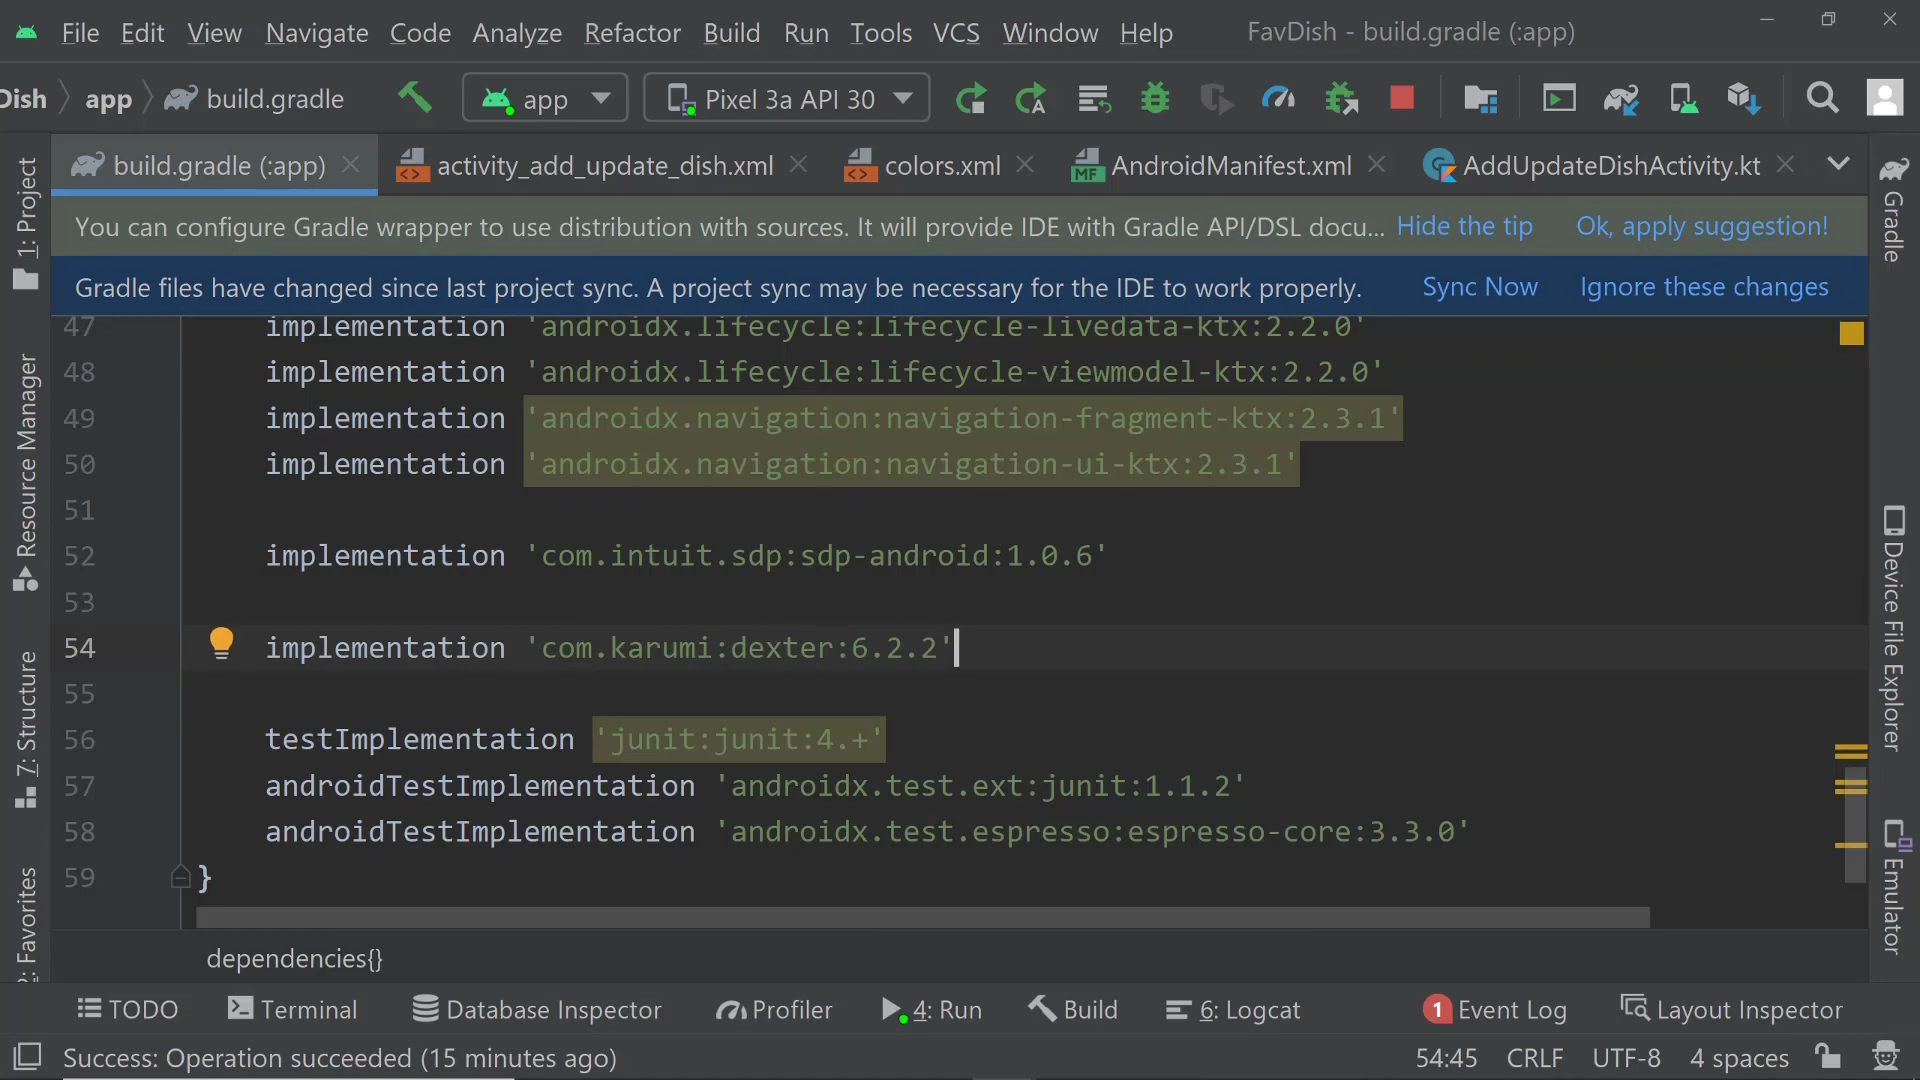 File Edit View Navigate Code Analyze Refactor Build Run Tools VCS Window Help FavDish - build.gradle (:app)
Dish app build.gradle app Pixel 3a API 30
build.gradle (:app) activity_add_update_dish.xml colors.xml AndroidManifest.xml AddUpdateDishActivity.kt
You can configure Gradle wrapper to use distribution with sources. It will provide IDE with Gradle API/DSL docu... Hide the tip Ok, apply suggestion!
Gradle files have changed since last project sync. A project sync may be necessary for the IDE to work properly. Sync Now Ignore these changes
47 implementation 'androidx.lifecycle:lifecycle-livedata-ktx:2.2.0'
48 implementation 'androidx.lifecycle:lifecycle-viewmodel-ktx:2.2.0'
49 implementation 'androidx.navigation:navigation-fragment-ktx:2.3.1'
50 implementation 'androidx.navigation:navigation-ui-ktx:2.3.1'
51
52 implementation 'com.intuit.sdp:sdp-android:1.0.6'
53
54 implementation 'com.karumi:dexter:6.2.2'
55
56 testImplementation 'junit:junit:4.+'
57 androidTestImplementation 'androidx.test.ext:junit:1.1.2'
58 androidTestImplementation 'androidx.test.espresso:espresso-core:3.3.0'
59 }
dependencies{}
1: Project
Resource Manager
7: Structure
2: Favorites
Gradle
Device File Explorer
Emulator
TODO Terminal Database Inspector Profiler 4: Run Build 6: Logcat 1 Event Log Layout Inspector
Success: Operation succeeded (15 minutes ago) 54:45 CRLF UTF-8 4 spaces